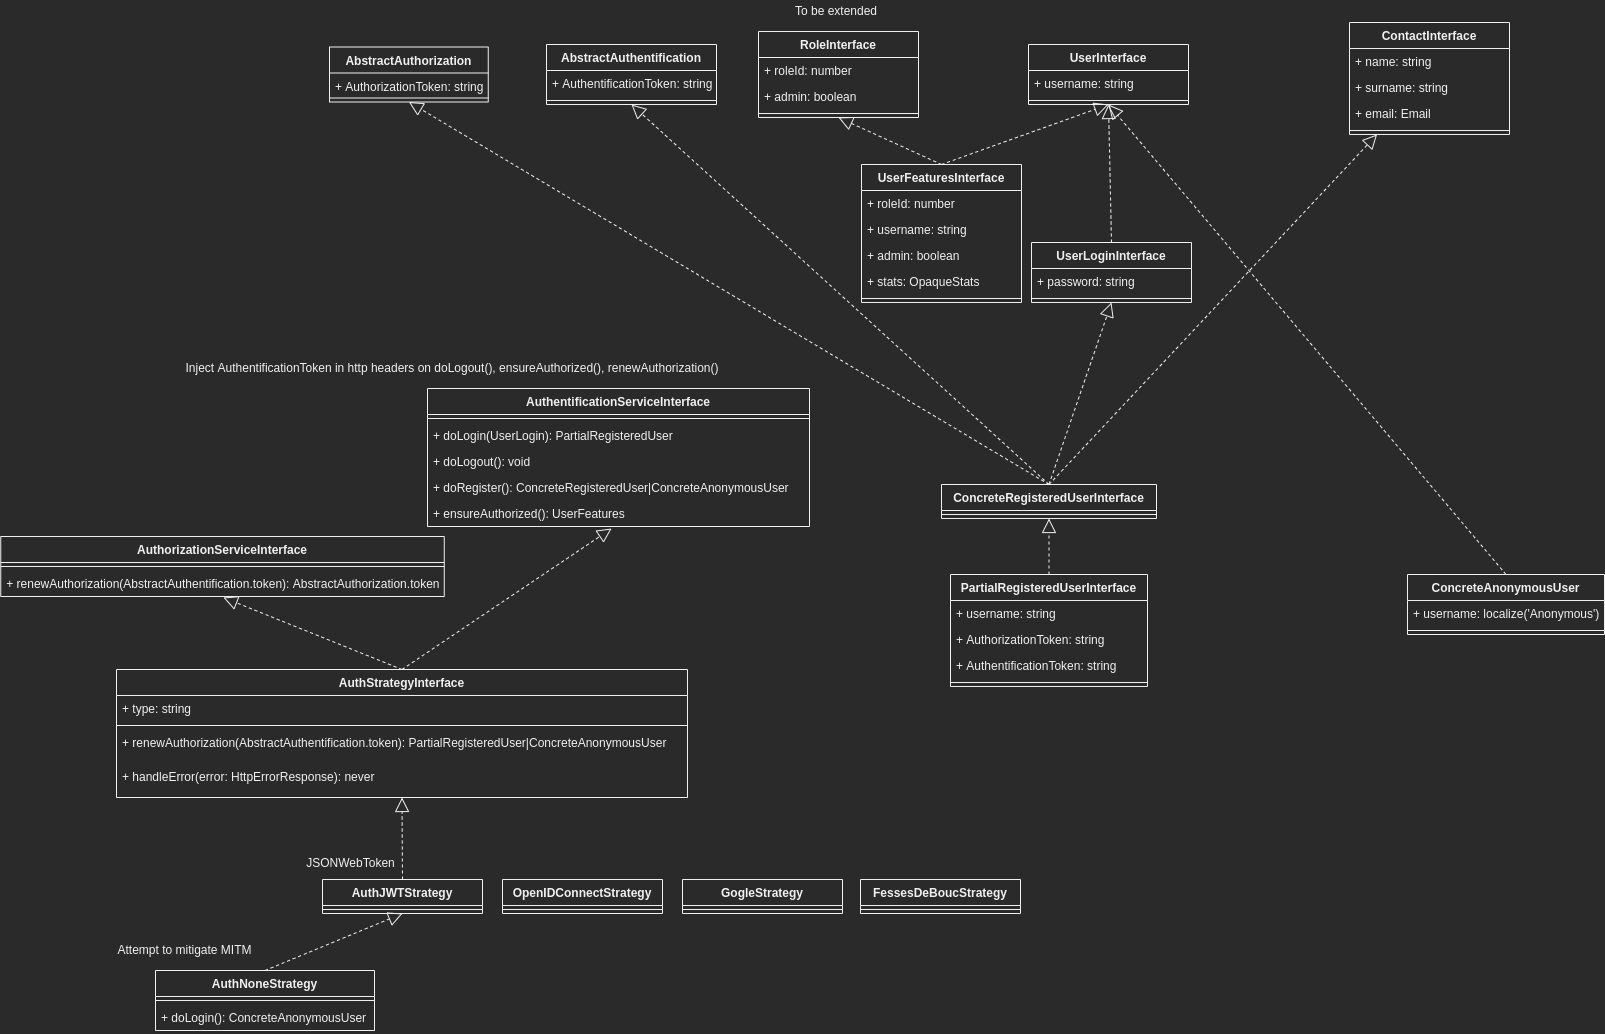 To be extended
AbstractAuthorization
+ AuthorizationToken: string
AbstractAuthentification
+ AuthentificationToken: string
RoleInterface
+ roleId: number
+ admin: boolean
UserInterface
+ username: string
ContactInterface
+ name: string
+ surname: string
+ email: Email
UserFeaturesInterface
+ roleId: number
+ username: string
+ admin: boolean
+ stats: OpaqueStats
UserLoginInterface
+ password: string
Inject AuthentificationToken in http headers on doLogout(), ensureAuthorized(), renewAuthorization()
AuthentificationServiceInterface
+ doLogin(UserLogin): PartialRegisteredUser
+ doLogout(): void
+ doRegister(): ConcreteRegisteredUser|ConcreteAnonymousUser
+ ensureAuthorized(): UserFeatures
ConcreteRegisteredUserInterface
AuthorizationServiceInterface
+ renewAuthorization(AbstractAuthentification.token): AbstractAuthorization.token
PartialRegisteredUserInterface
+ username: string
+ AuthorizationToken: string
+ AuthentificationToken: string
ConcreteAnonymousUser
+ username: localize('Anonymous')
AuthStrategyInterface
+ type: string
+ renewAuthorization(AbstractAuthentification.token): PartialRegisteredUser|ConcreteAnonymousUser
+ handleError(error: HttpErrorResponse): never
JSONWebToken
AuthJWTStrategy
OpenIDConnectStrategy
GogleStrategy
FessesDeBoucStrategy
Attempt to mitigate MITM
AuthNoneStrategy
+ doLogin(): ConcreteAnonymousUser